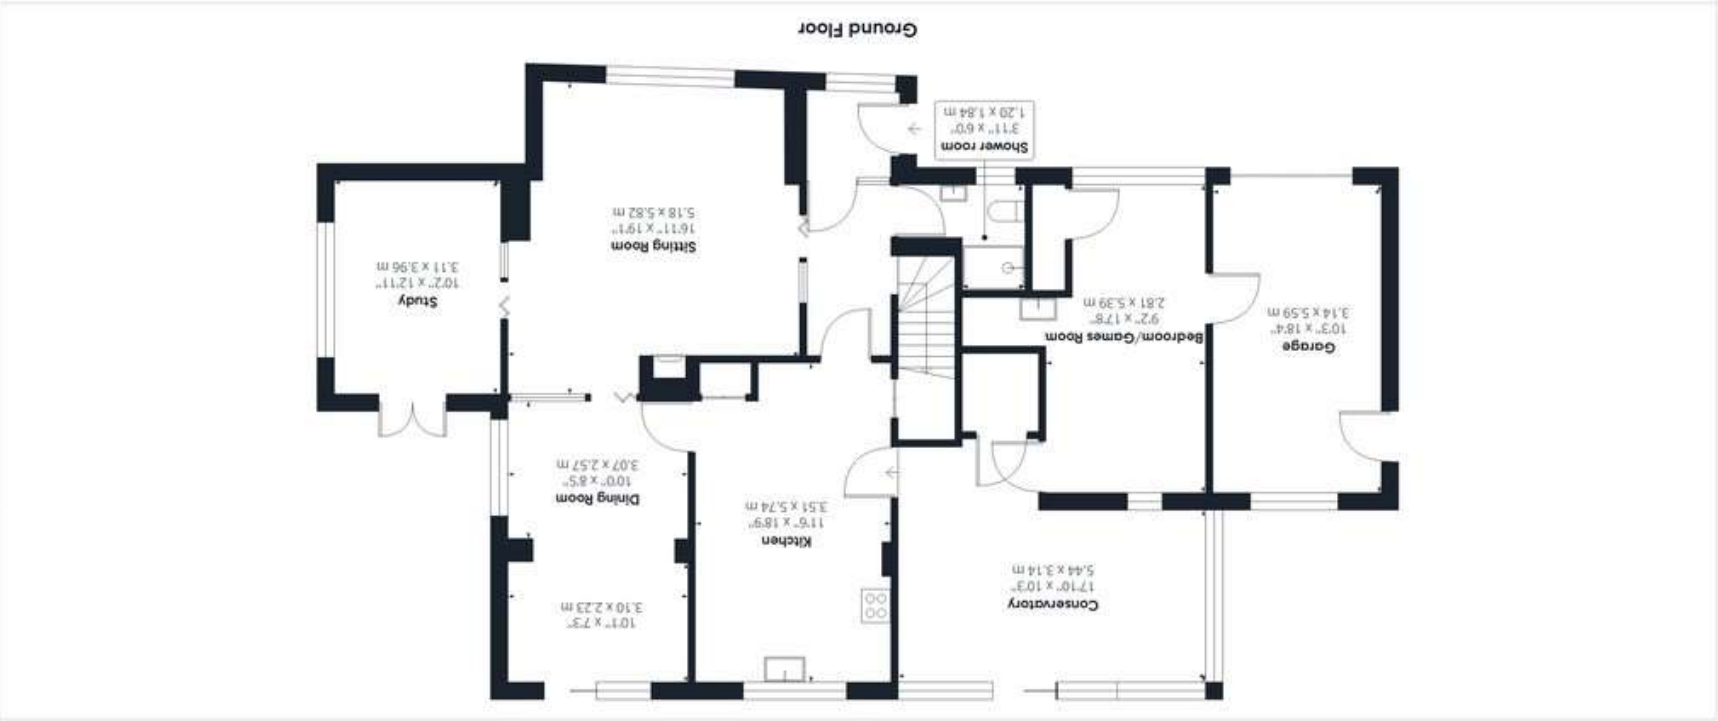 Conservatory
17'10" x 10'3"
5.44 x 3.14 m
10'1" x 7'3"
3.10 x 2.23 m
Kitchen
11'6" x 18'9"
3.51 x 5.74 m
Dining Room
10'0" x 8'5"
3.07 x 2.57 m
Garage
10'3" x 18'4"
3.14 x 5.59 m
Bedroom/Games Room
9'2" x 17'8"
2.81 x 5.39 m
Study
10'2" x 12'11"
3.11 x 3.96 m
Sitting Room
16'11" x 19'1"
5.18 x 5.82 m
Shower room
3'11" x 6'0"
1.20 x 1.84 m
Ground Floor